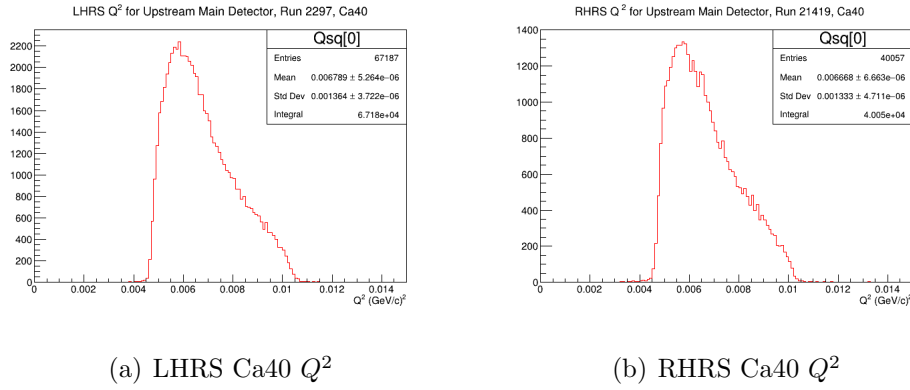 LHRS Q² for Upstream Main Detector, Run 2297, Ca40
Qsq[0]
Entries 67187
Mean 0.006789 ± 5.264e−06
Std Dev 0.001364 ± 3.722e−06
Integral 6.718e+04
2200
2000
1800
1600
1400
1200
1000
800
600
400
200
0
0 0.002 0.004 0.006 0.008 0.01 0.012 0.014
Q² (GeV/c)²
(a) LHRS Ca40 Q²
RHRS Q² for Upstream Main Detector, Run 21419, Ca40
Qsq[0]
Entries 40057
Mean 0.006668 ± 6.663e−06
Std Dev 0.001333 ± 4.711e−06
Integral 4.005e+04
1400
1200
1000
800
600
400
200
0
0 0.002 0.004 0.006 0.008 0.01 0.012 0.014
Q² (GeV/c)²
(b) RHRS Ca40 Q²